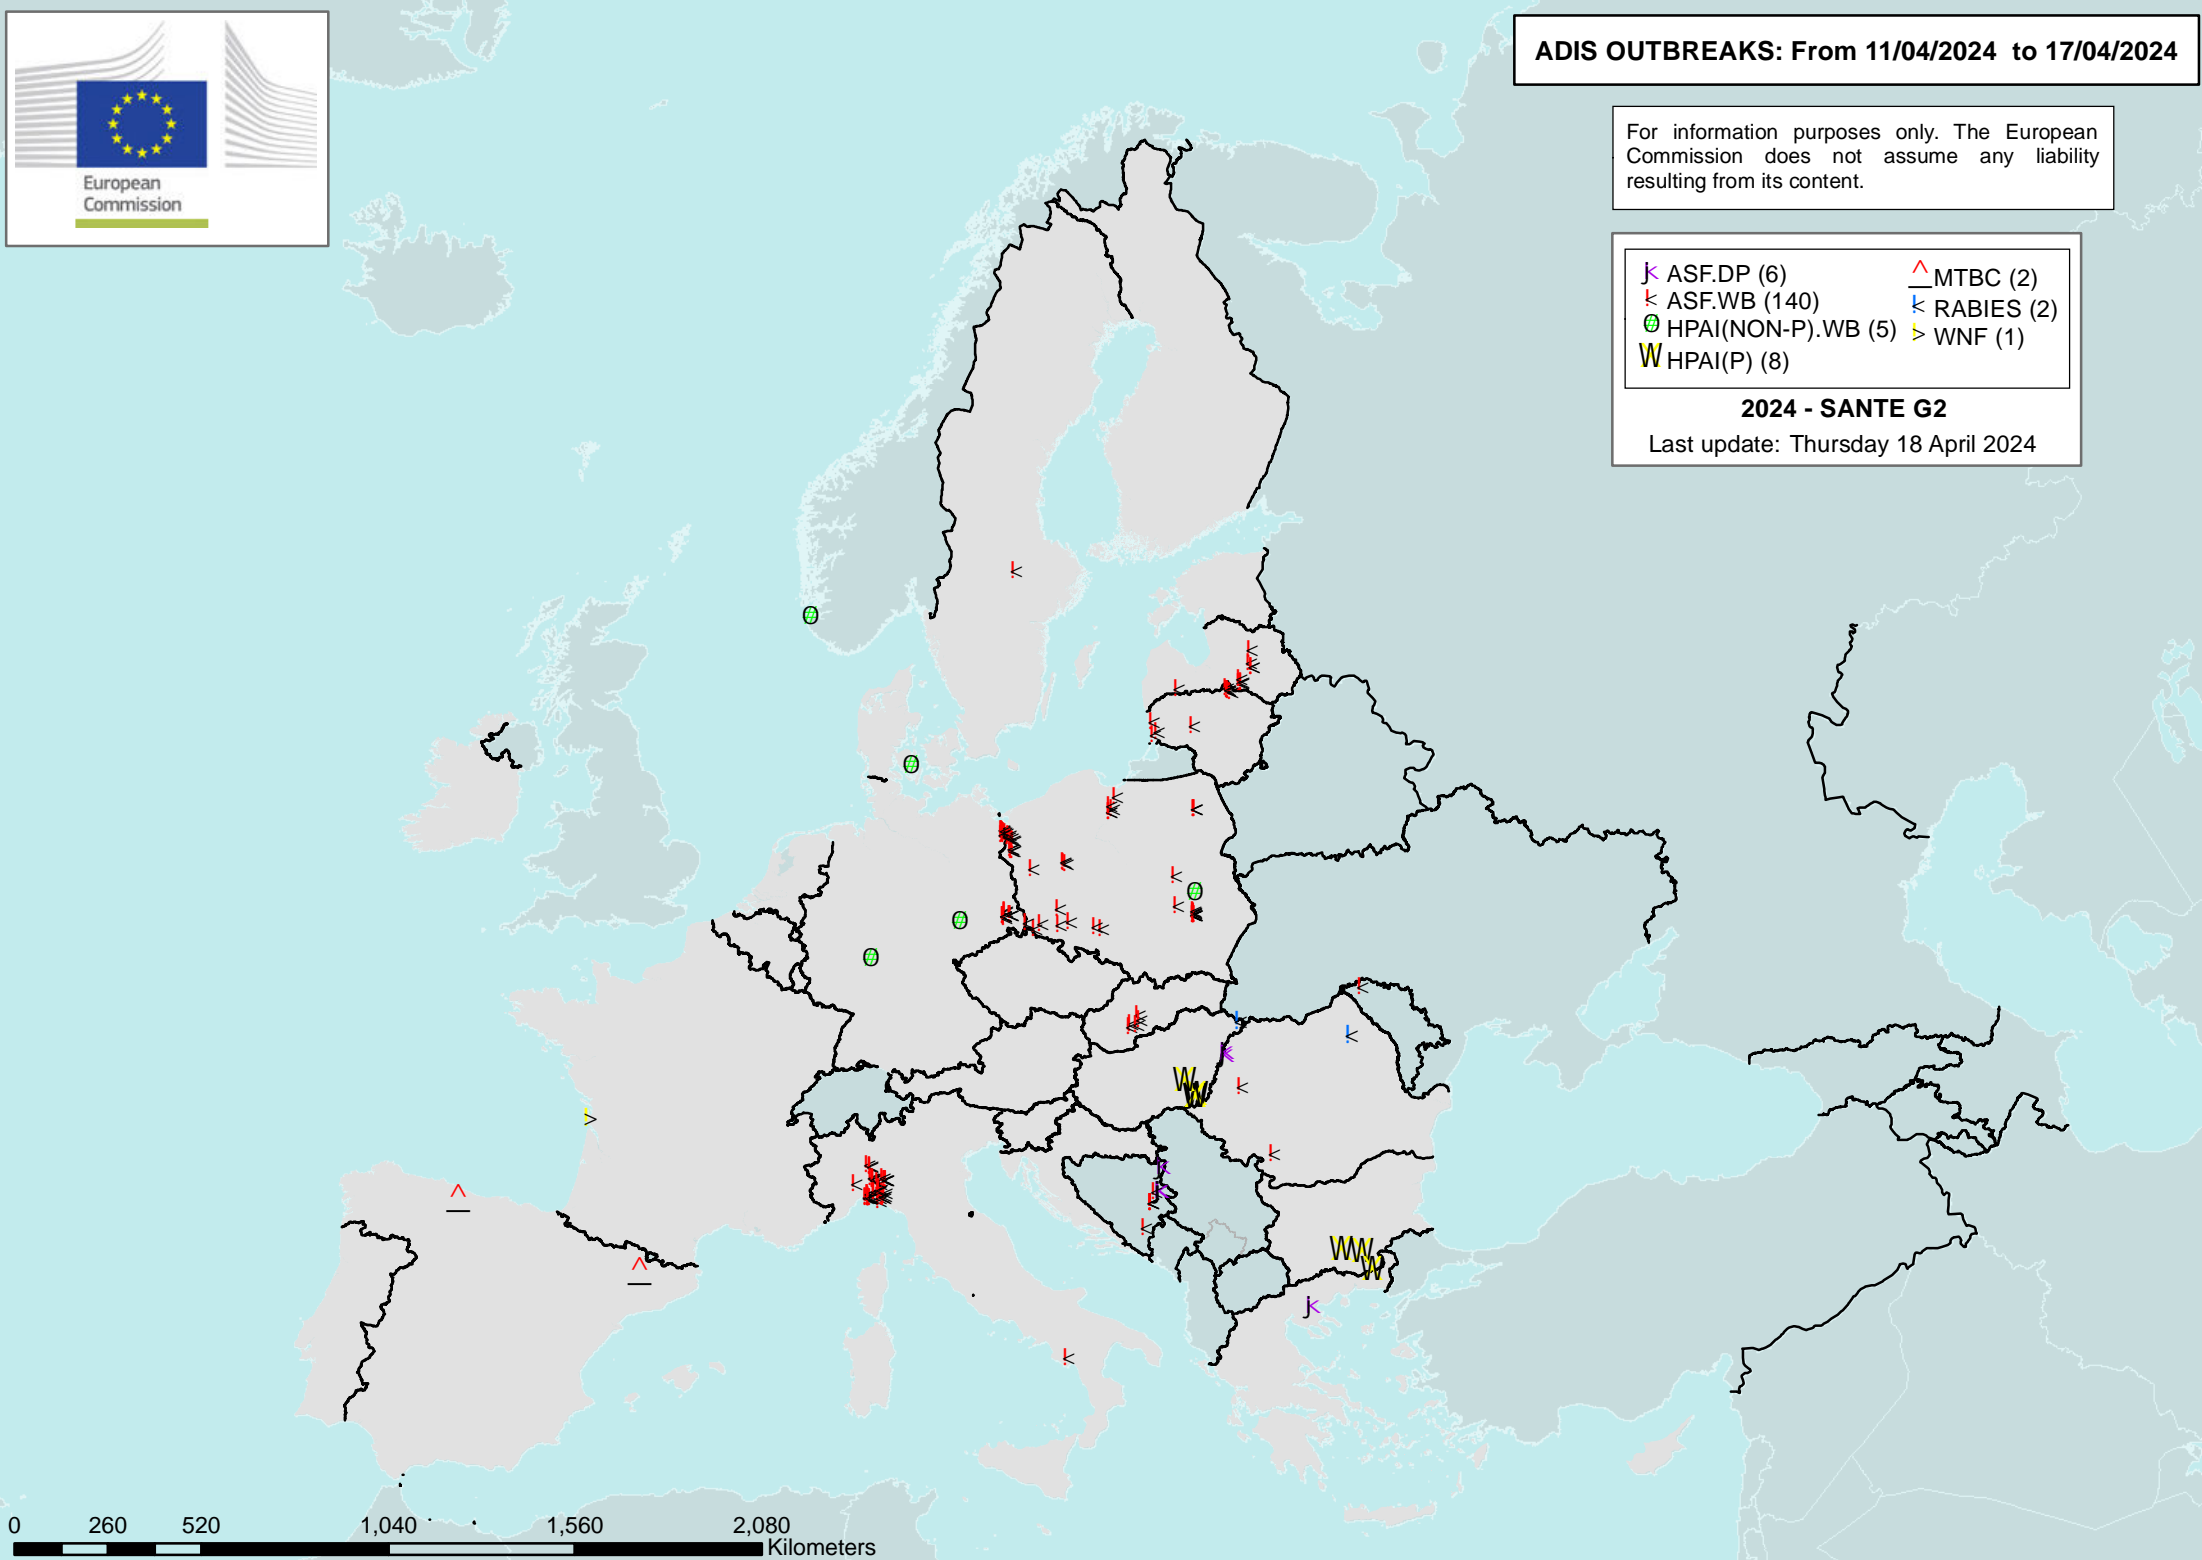 European
Commission
ADIS OUTBREAKS: From 11/04/2024 to 17/04/2024
For information purposes only. The European
Commission does not assume any liability
resulting from its content.
ASF.DP (6)
ASF.WB (140)
HPAI(NON-P).WB (5)
HPAI(P) (8)
MTBC (2)
RABIES (2)
WNF (1)
2024 - SANTE G2
Last update: Thursday 18 April 2024
0 260 520 1,040 1,560 2,080
Kilometers